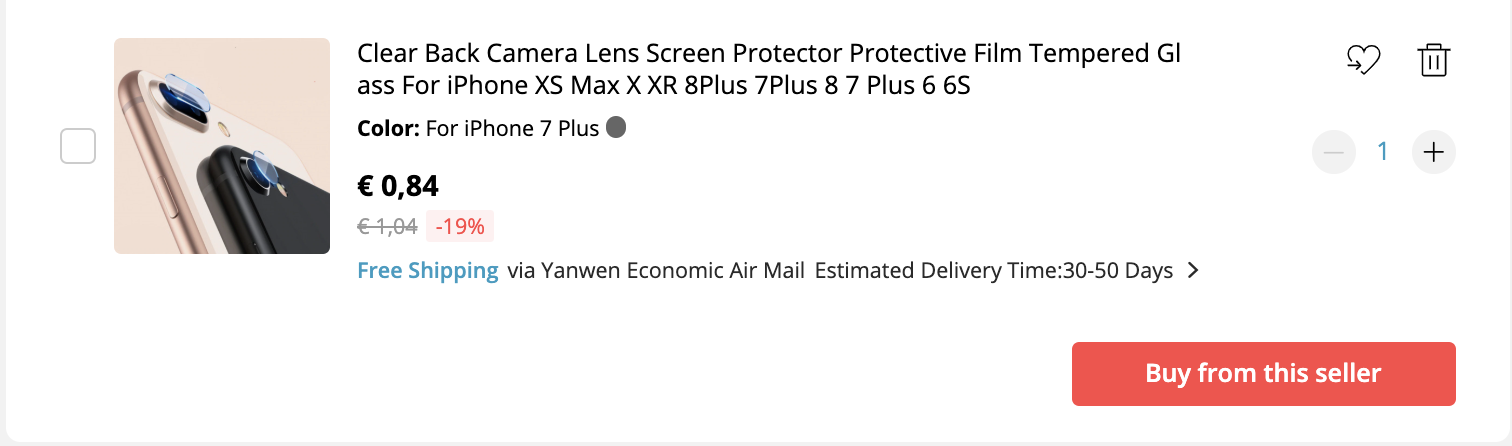 Clear Back Camera Lens Screen Protector Protective Film Tempered Gl
ass For iPhone XS Max X XR 8Plus 7Plus 8 7 Plus 6 6S
Color: For iPhone 7 Plus
1
€ 0,84
€ 1,04 -19%
Free Shipping via Yanwen Economic Air Mail Estimated Delivery Time:30-50 Days
Buy from this seller